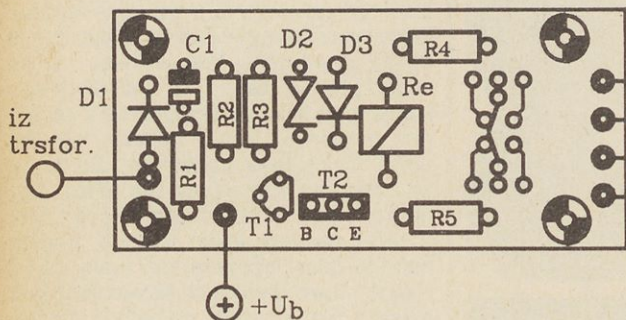 C1
D2
D3
R4
D1
R2
R3
Re
iz
trsfor.
R1
T2
T1
B C E
R5
+
+Ub